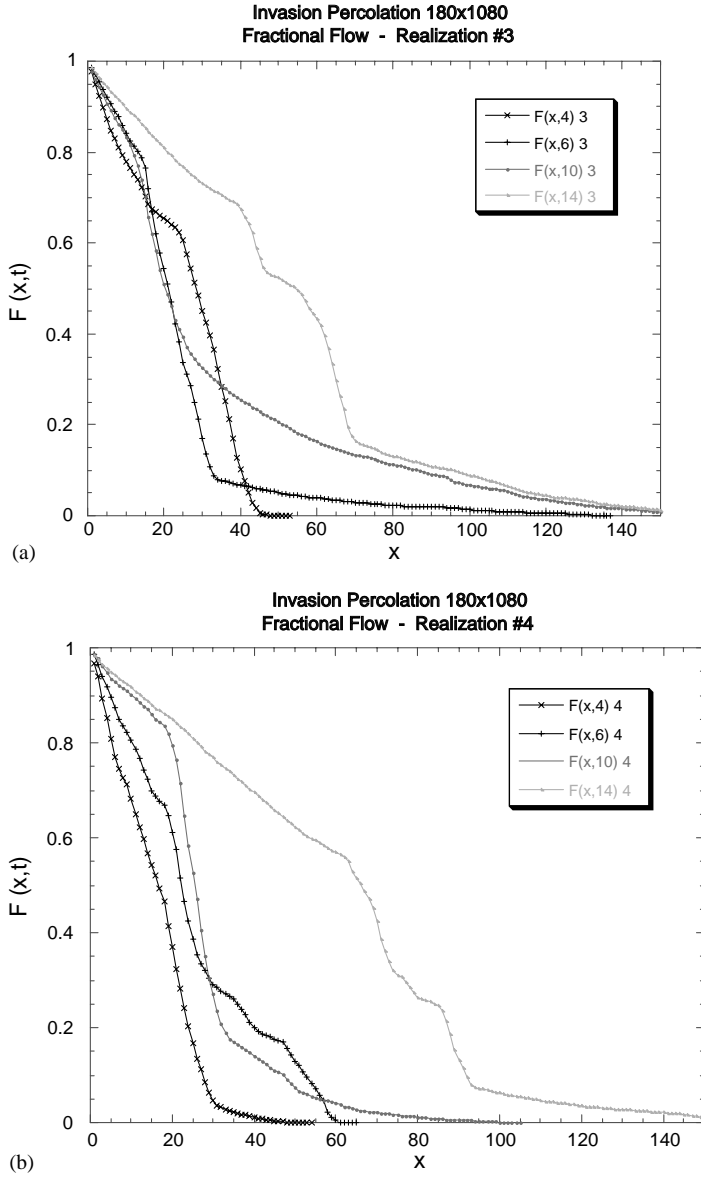 Invasion Percolation 180x1080
Fractional Flow - Realization #3
1
0.8
0.6
0.4
0.2
0
F (x,t)
F(x,4) 3
F(x,6) 3
F(x,10) 3
F(x,14) 3
0 20 40 60 80 100 120 140
x
(a)
Invasion Percolation 180x1080
Fractional Flow - Realization #4
1
0.8
0.6
0.4
0.2
0
F (x,t)
F(x,4) 4
F(x,6) 4
F(x,10) 4
F(x,14) 4
0 20 40 60 80 100 120 140
x
(b)